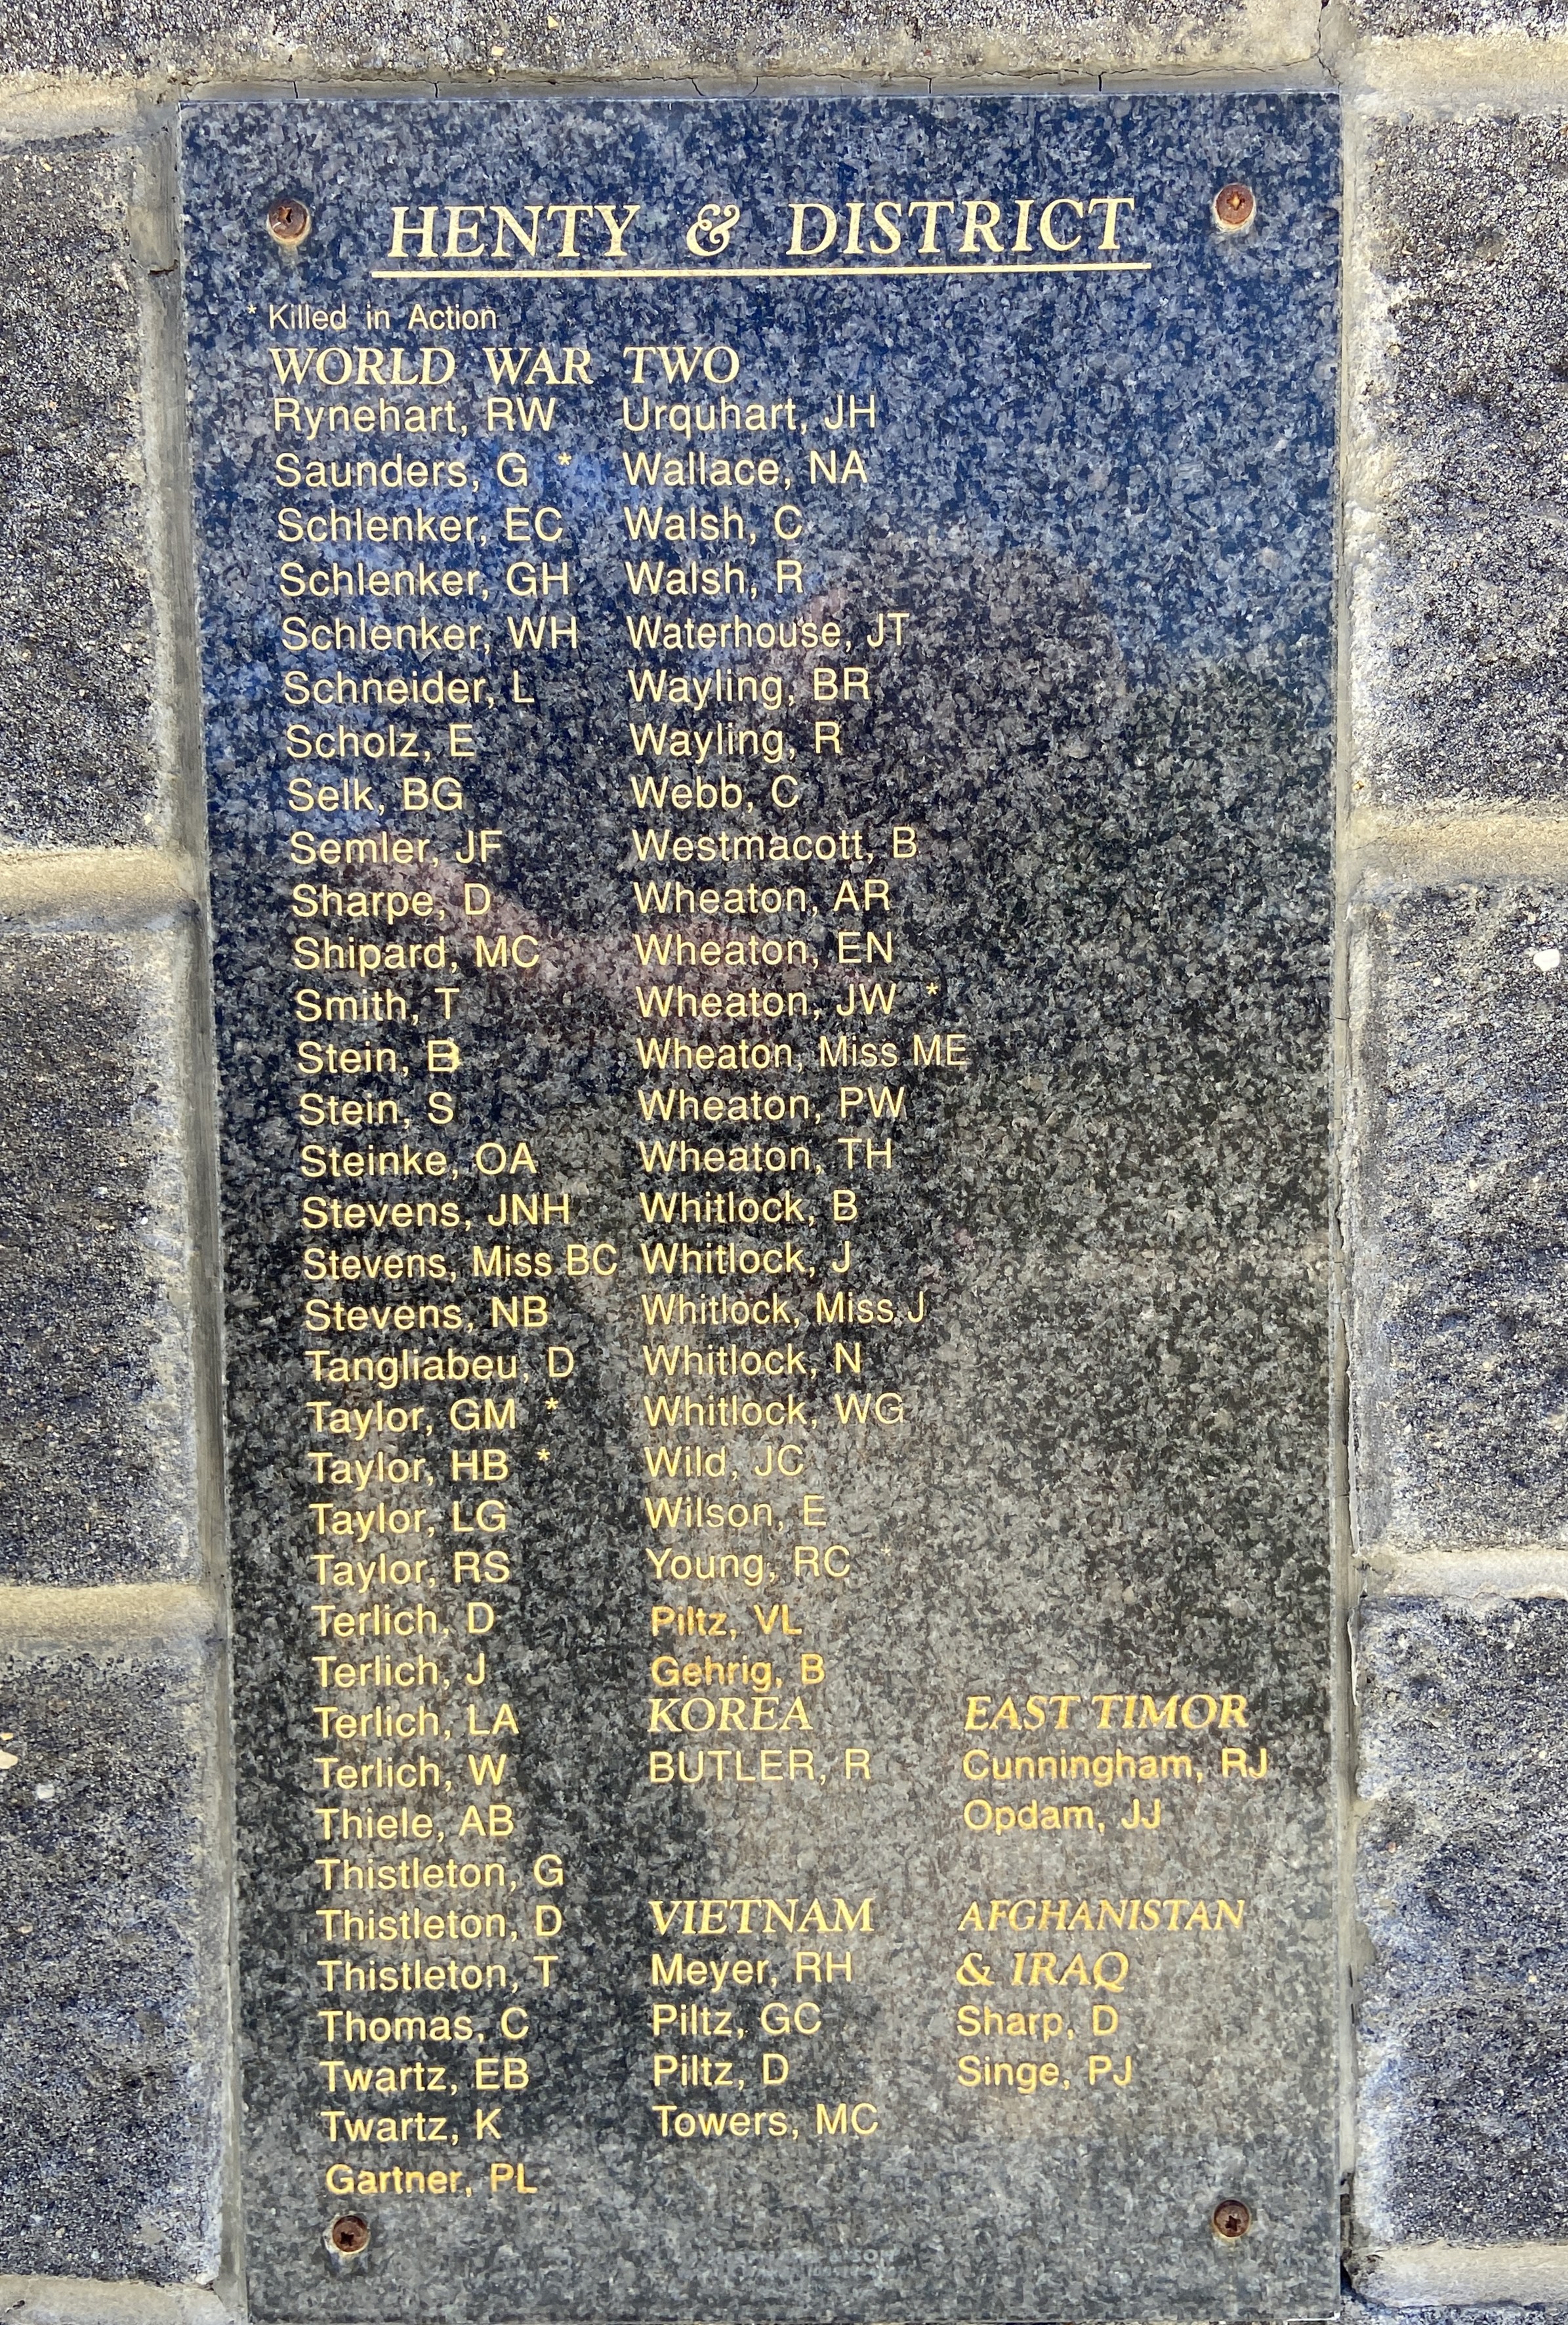 HENTY & DISTRICT
* Killed in Action
WORLD WAR TWO
Rynehart, RW
Saunders, G *
Schlenker, EC
Schlenker, GH
Schlenker, WH
Schneider, L
Scholz, E
Selk, BG
Semler, JF
Sharpe, D
Shipard, MC
Smith, T
Stein, B
Stein, S
Steinke, OA
Stevens, JNH
Stevens, Miss BC
Stevens, NB
Tangliabeu, D
Taylor, GM *
Taylor, HB *
Taylor, LG
Taylor, RS
Terlich, D
Terlich, J
Terlich, LA
Terlich, W
Thiele, AB
Thistleton, G
Thistleton, D
Thistleton, T
Thomas, C
Twartz, EB
Twartz, K
Gartner, PL
Urquhart, JH
Wallace, NA
Walsh, C
Walsh, R
Waterhouse, JT
Wayling, BR
Wayling, R
Webb, C
Westmacott, B
Wheaton, AR
Wheaton, EN
Wheaton, JW *
Wheaton, Miss ME
Wheaton, PW
Wheaton, TH
Whitlock, B
Whitlock, J
Whitlock, Miss J
Whitlock, N
Whitlock, WG
Wild, JC
Wilson, E
Young, RC *
Piltz, VL
Gehrig, B
KOREA
BUTLER, R
VIETNAM
Meyer, RH
Piltz, GC
Piltz, D
Towers, MC
EAST TIMOR
Cunningham, RJ
Opdam, JJ
AFGHANISTAN
& IRAQ
Sharp, D
Singe, PJ